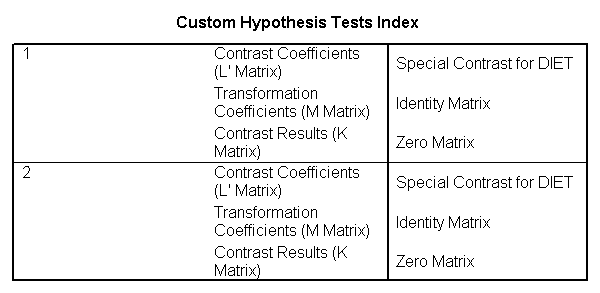 Custom Hypothesis Tests Index
1 Contrast Coefficients
(L' Matrix) Special Contrast for DIET
Transformation
Coefficients (M Matrix) Identity Matrix
Contrast Results (K
Matrix) Zero Matrix
2 Contrast Coefficients
(L' Matrix) Special Contrast for DIET
Transformation
Coefficients (M Matrix) Identity Matrix
Contrast Results (K
Matrix) Zero Matrix